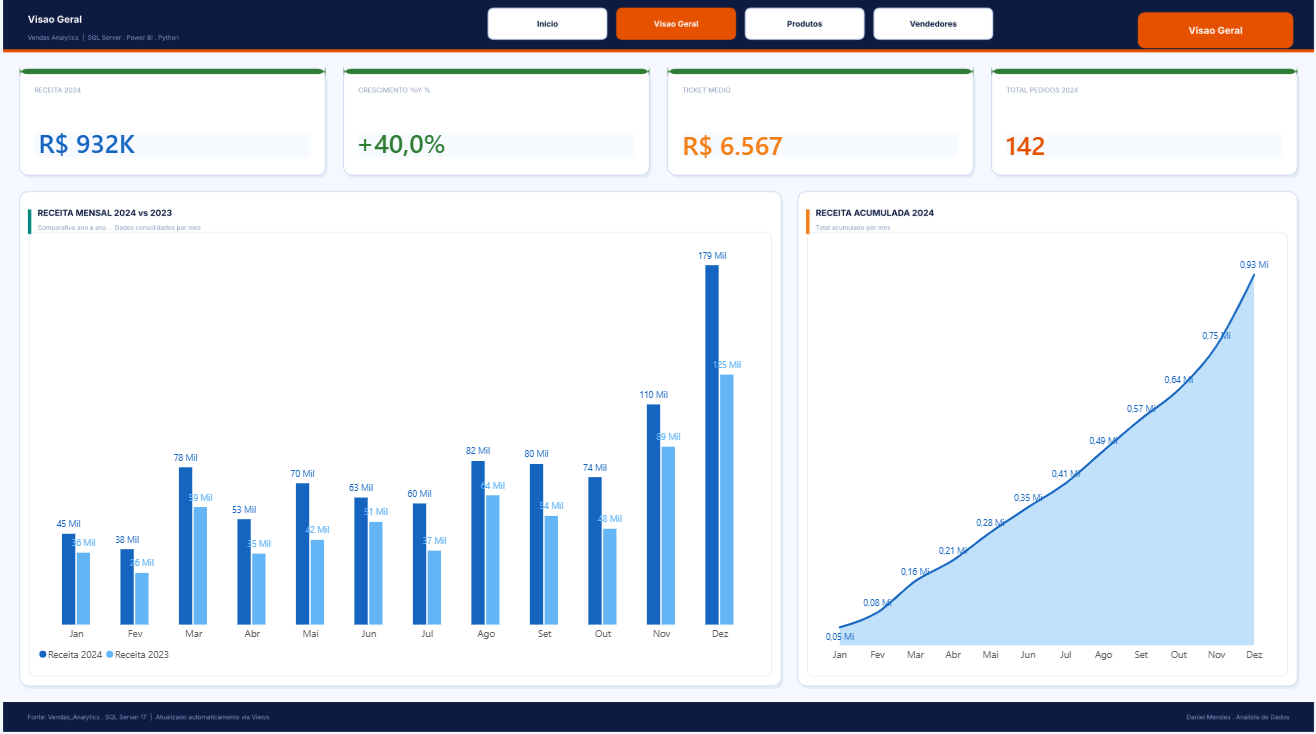 Visao Geral
Vendas Analytics | SQL Server . Power BI . Python
Inicio
Visao Geral
Produtos
Vendedores
Visao Geral
RECEITA 2024
R$ 932K
CRESCIMENTO YoY %
+40,0%
TICKET MEDIO
R$ 6.567
TOTAL PEDIDOS 2024
142
RECEITA MENSAL 2024 vs 2023
Comparativo ano a ano . Dados consolidados por mes
45 Mil
36 Mil
38 Mil
26 Mil
78 Mil
59 Mil
53 Mil
35 Mil
70 Mil
42 Mil
63 Mil
51 Mil
60 Mil
37 Mil
82 Mil
64 Mil
80 Mil
54 Mil
74 Mil
48 Mil
110 Mil
89 Mil
179 Mil
125 Mil
Jan Fev Mar Abr Mai Jun Jul Ago Set Out Nov Dez
Receita 2024 Receita 2023
RECEITA ACUMULADA 2024
Total acumulado por mes
0,05 Mi
0,08 Mi
0,16 Mi
0,21 Mi
0,28 Mi
0,35 Mi
0,41 Mi
0,49 Mi
0,57 Mi
0,64 Mi
0,75 Mi
0,93 Mi
Jan Fev Mar Abr Mai Jun Jul Ago Set Out Nov Dez
Fonte: Vendas_Analytics . SQL Server 17 | Atualizado automaticamente via Views
Daniel Mendes . Analista de Dados